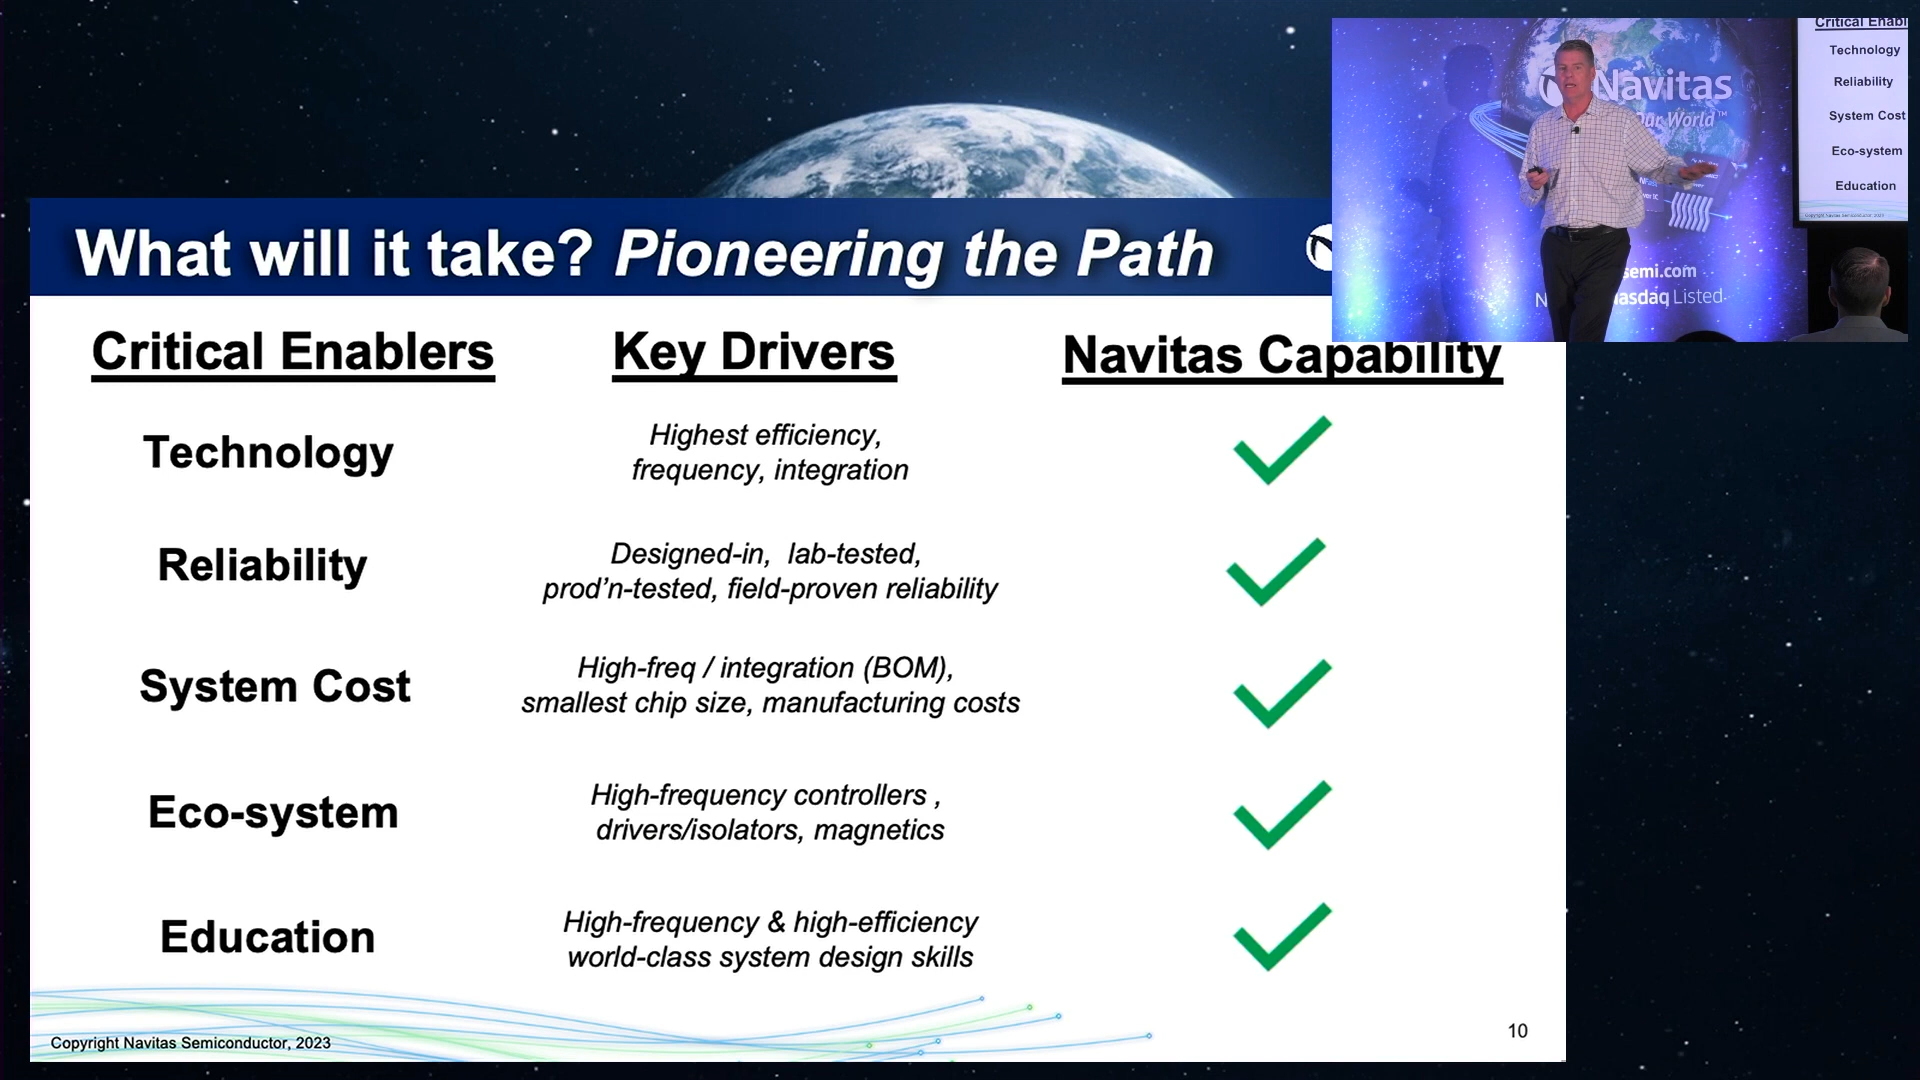 What will it take? Pioneering the Path
Critical Enablers
Key Drivers
Navitas Capability
Technology
Highest efficiency,
frequency, integration
Reliability
Designed-in,  lab-tested,
prod’n-tested, field-proven reliability
System Cost
High-freq / integration (BOM),
smallest chip size, manufacturing costs
Eco-system
High-frequency controllers ,
drivers/isolators, magnetics
Education
High-frequency & high-efficiency
world-class system design skills
Copyright Navitas Semiconductor, 2023
10
Navitas
Our World™
semi.com
Nasdaq Listed
Technology
Reliability
System Cost
Eco-system
Education